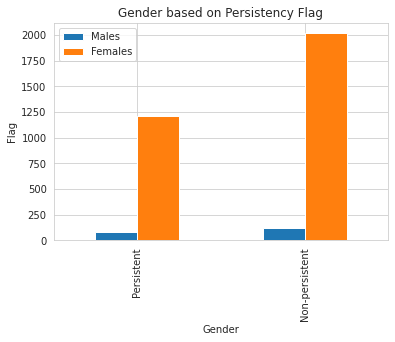 Gender based on Persistency Flag
Males
Females
2000
1750
1500
1250
1000
750
500
250
0
Flag
Persistent
Non-persistent
Gender